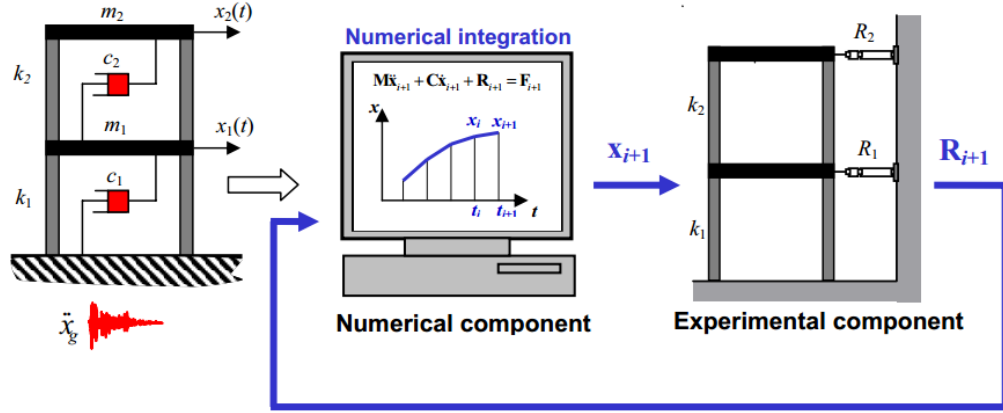 m₂
x₂(t)
c₂
k₂
m₁
x₁(t)
c₁
k₁
ẍ_g
Numerical integration
Mẍᵢ₊₁ + Cẋᵢ₊₁ + Rᵢ₊₁ = Fᵢ₊₁
x
xᵢ xᵢ₊₁
tᵢ tᵢ₊₁ t
Numerical component
xᵢ₊₁
R₂
k₂
R₁
k₁
Experimental component
Rᵢ₊₁